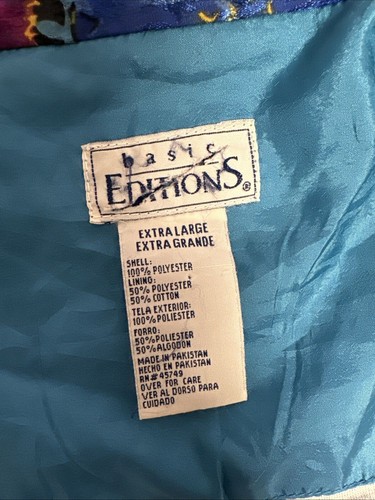 basic
EDITIONS®
EXTRA LARGE
EXTRA GRANDE
SHELL:
100% POLYESTER
LINING:
50% POLYESTER
50% COTTON
TELA EXTERIOR:
100% POLIESTER
FORRO:
50% POLIESTER
50% ALGODON
MADE IN PAKISTAN
HECHO EN PAKISTAN
RN# 45749
OVER FOR CARE
VER AL DORSO PARA
CUIDADO